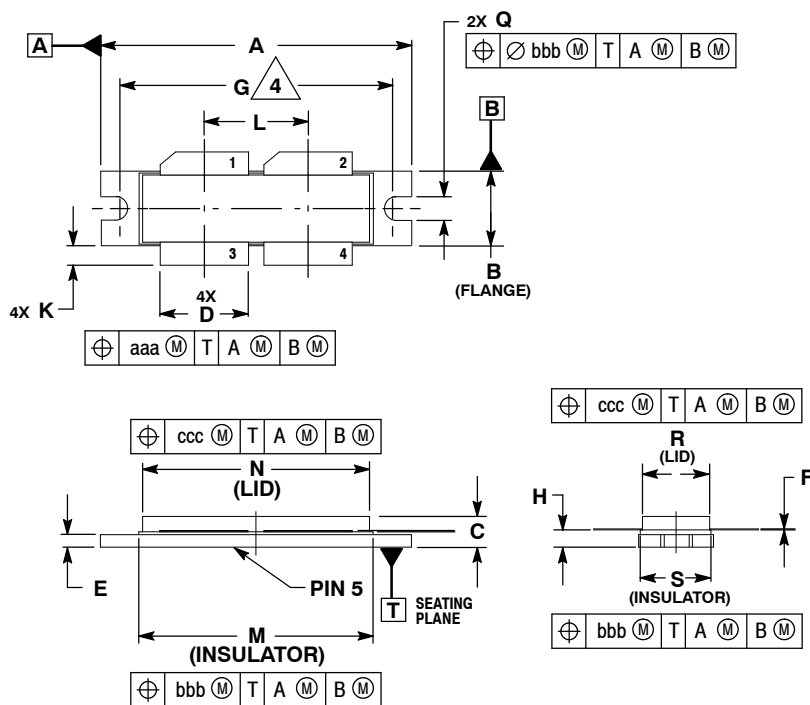 A
A
2X Q
⌖ ∅ bbb Ⓜ T A Ⓜ B Ⓜ
G 4
B
L
1 2
3 4
B
(FLANGE)
4X K
4X
D
⌖ aaa Ⓜ T A Ⓜ B Ⓜ
⌖ ccc Ⓜ T A Ⓜ B Ⓜ
N
(LID)
C
E
PIN 5
T SEATING
PLANE
M
(INSULATOR)
⌖ bbb Ⓜ T A Ⓜ B Ⓜ
⌖ ccc Ⓜ T A Ⓜ B Ⓜ
R
(LID)
F
H
S
(INSULATOR)
⌖ bbb Ⓜ T A Ⓜ B Ⓜ